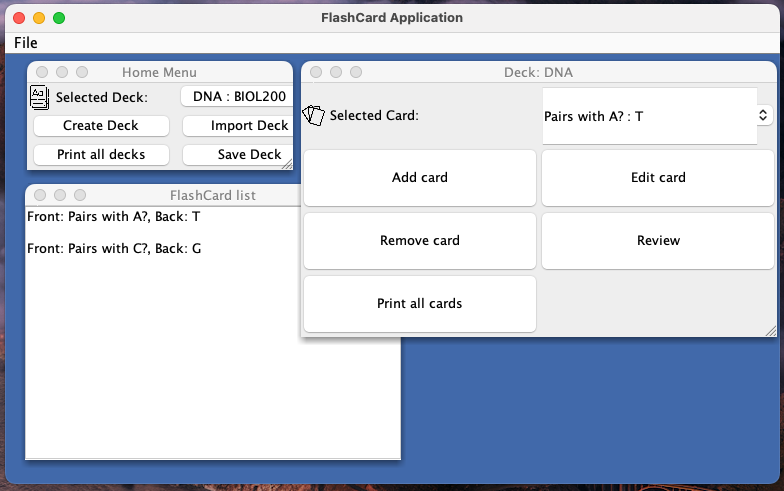 FlashCard Application
File
Home Menu
Selected Deck:
DNA : BIOL200
Create Deck
Import Deck
Print all decks
Save Deck
Deck: DNA
Selected Card:
Pairs with A? : T
Add card
Edit card
Remove card
Review
Print all cards
FlashCard list
Front: Pairs with A?, Back: T
Front: Pairs with C?, Back: G